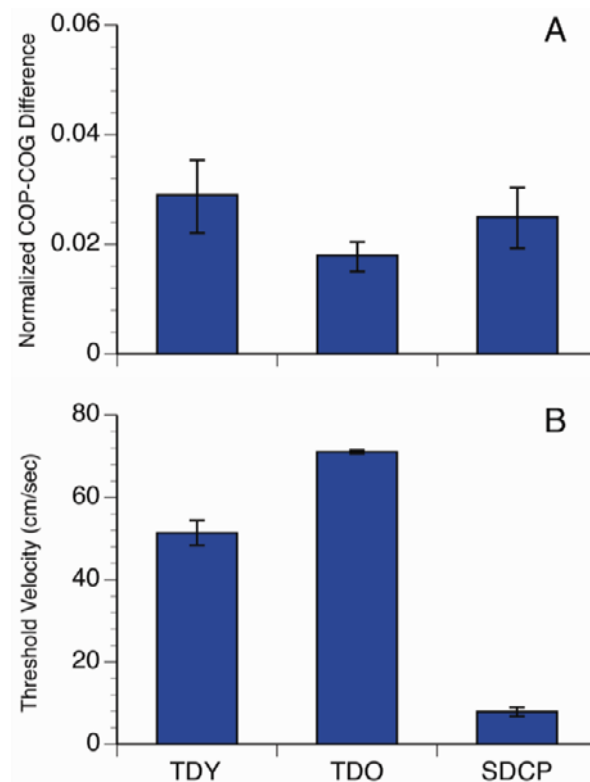 A
Normalized COP-COG Difference
0.06
0.04
0.02
0
B
Threshold Velocity (cm/sec)
80
60
40
20
0
TDY TDO SDCP